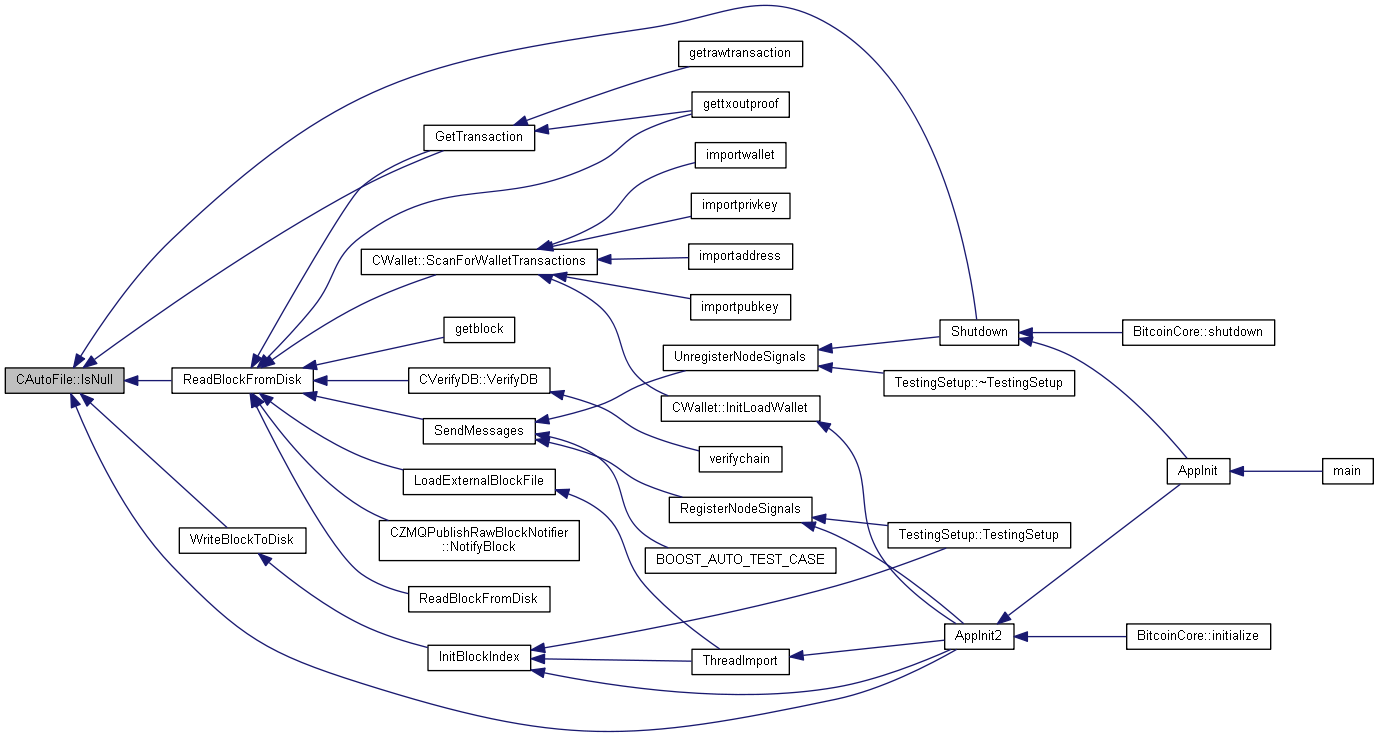 getrawtransaction
gettxoutproof
GetTransaction
importwallet
importprivkey
CWallet::ScanForWalletTransactions
importaddress
importpubkey
getblock
Shutdown
BitcoinCore::shutdown
UnregisterNodeSignals
CAutoFile::IsNull
ReadBlockFromDisk
CVerifyDB::VerifyDB
TestingSetup::~TestingSetup
CWallet::InitLoadWallet
SendMessages
verifychain
AppInit
main
LoadExternalBlockFile
RegisterNodeSignals
WriteBlockToDisk
CZMQPublishRawBlockNotifier
::NotifyBlock
TestingSetup::TestingSetup
BOOST_AUTO_TEST_CASE
ReadBlockFromDisk
AppInit2
BitcoinCore::initialize
InitBlockIndex
ThreadImport